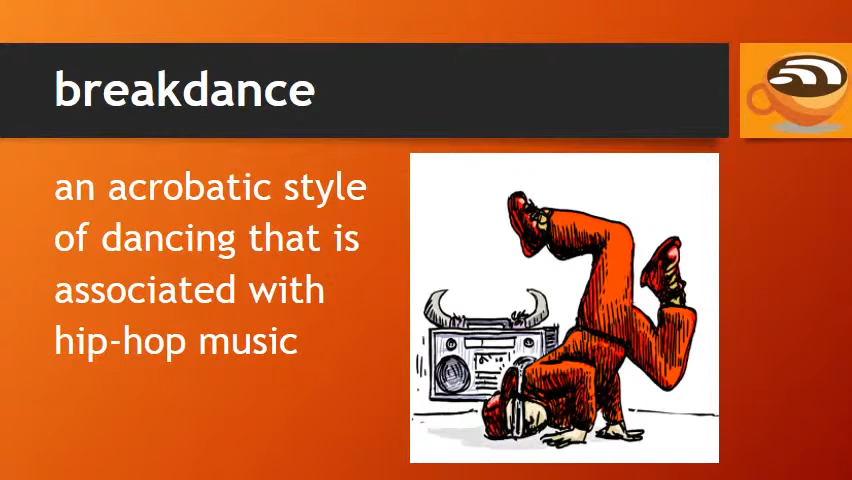 breakdance
an acrobatic style
of dancing that is
associated with
hip-hop music